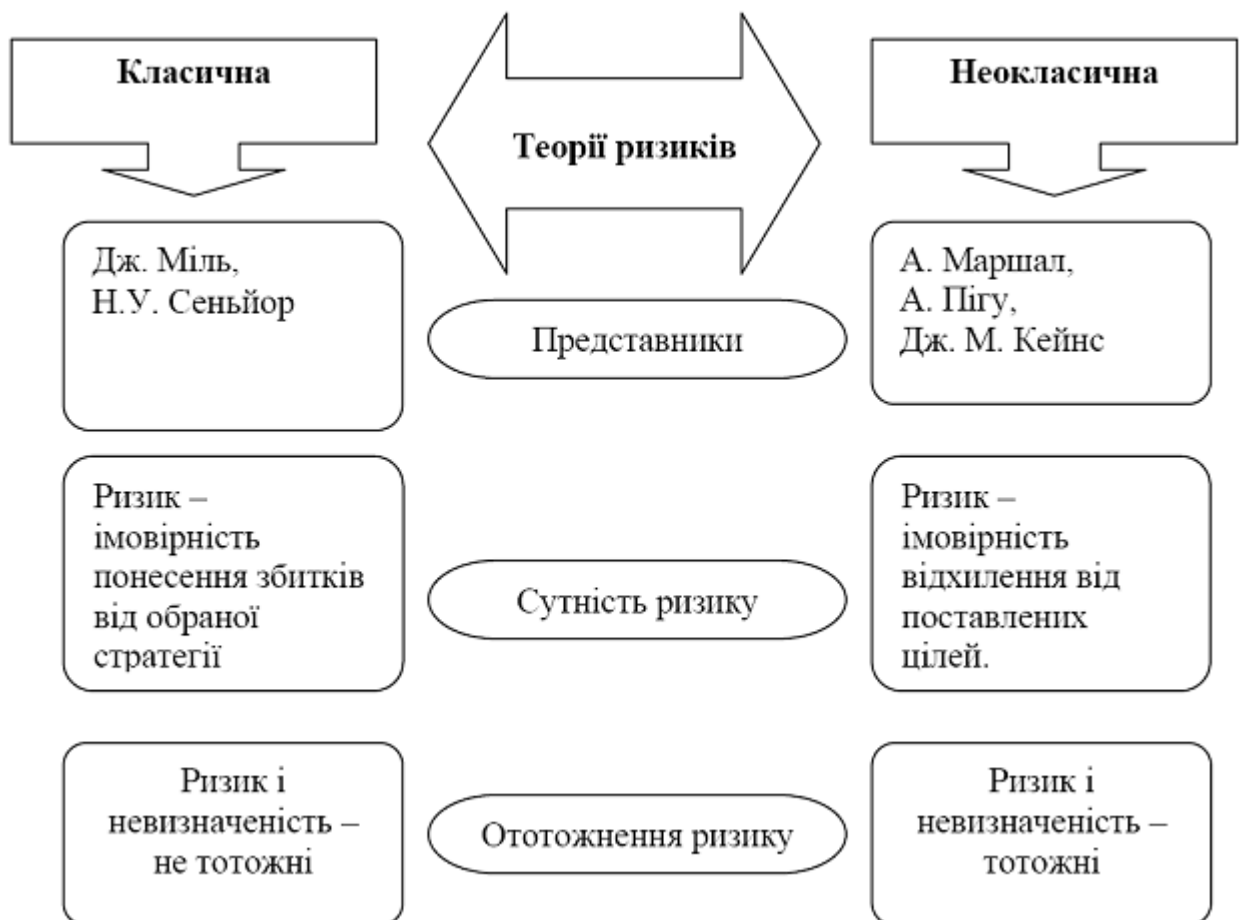 Класична
Теорії ризиків
Неокласична
Дж. Міль,
Н.У. Сеньйор
Представники
А. Маршал,
А. Пігу,
Дж. М. Кейнс
Ризик –
імовірність
понесення збитків
від обраної
стратегії
Сутність ризику
Ризик –
імовірність
відхилення від
поставлених
цілей.
Ризик і
невизначеність –
не тотожні
Ототожнення ризику
Ризик і
невизначеність –
тотожні